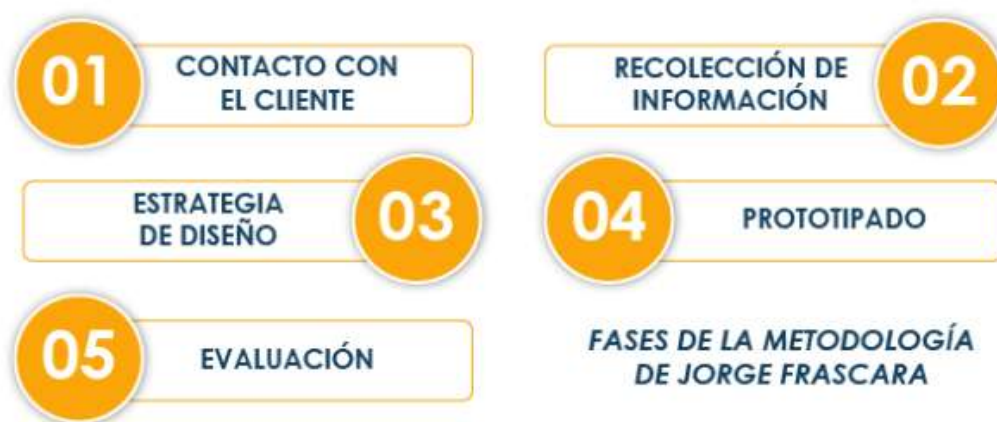 01
CONTACTO CON
EL CLIENTE
RECOLECCIÓN DE
INFORMACIÓN
02
ESTRATEGIA
DE DISEÑO
03
04
PROTOTIPADO
05
EVALUACIÓN
FASES DE LA METODOLOGÍA
DE JORGE FRASCARA